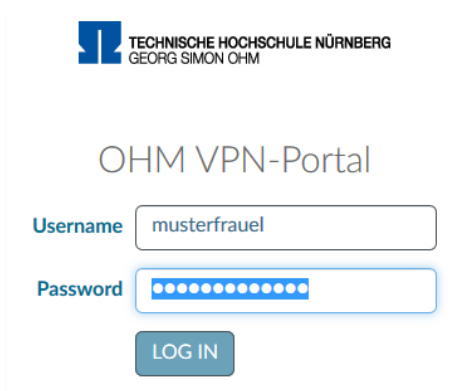 TECHNISCHE HOCHSCHULE NÜRNBERG
GEORG SIMON OHM
OHM VPN-Portal
Username musterfrauel
Password •••••••••••••
LOG IN